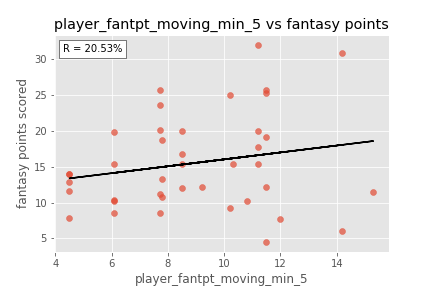 player_fantpt_moving_min_5 vs fantasy points
R = 20.53%
fantasy points scored
30
25
20
15
10
5
4 6 8 10 12 14
player_fantpt_moving_min_5